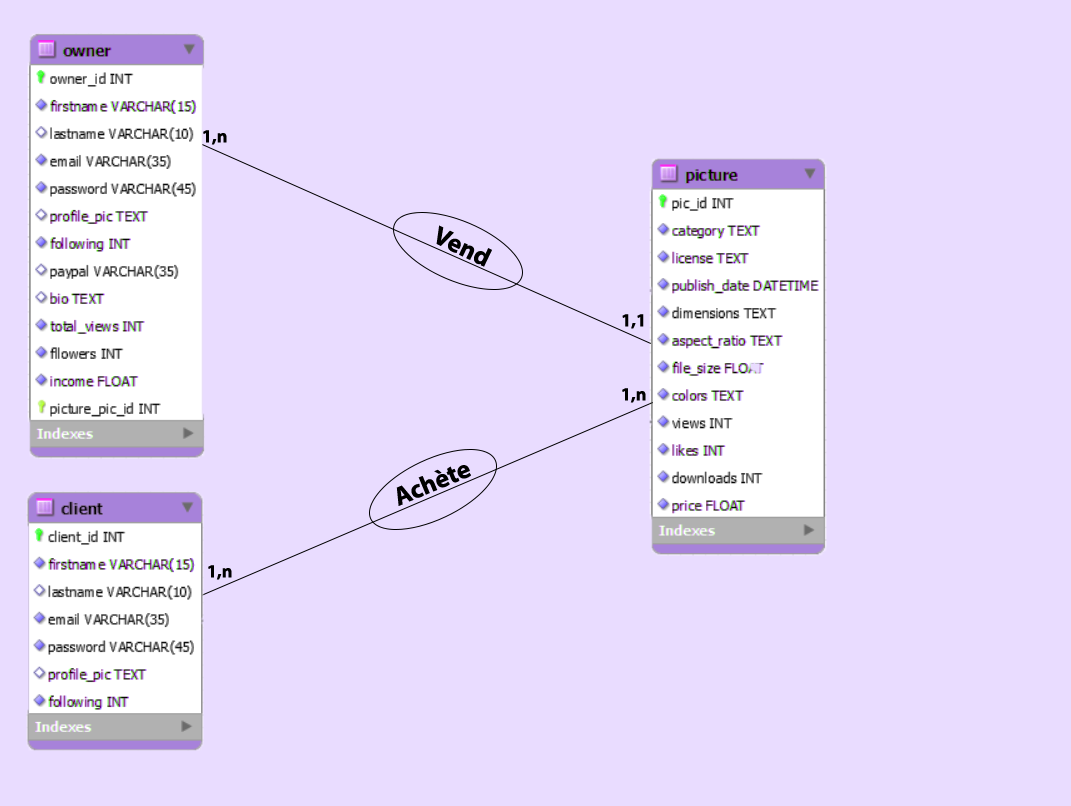 owner
owner_id INT
firstname VARCHAR(15)
lastname VARCHAR(10)
email VARCHAR(35)
password VARCHAR(45)
profile_pic TEXT
following INT
paypal VARCHAR(35)
bio TEXT
total_views INT
fllowers INT
income FLOAT
picture_pic_id INT
Indexes
1,n
Vend
1,1
picture
pic_id INT
category TEXT
license TEXT
publish_date DATETIME
dimensions TEXT
aspect_ratio TEXT
file_size FLOAT
colors TEXT
views INT
likes INT
downloads INT
price FLOAT
Indexes
1,n
Achète
1,n
client
client_id INT
firstname VARCHAR(15)
lastname VARCHAR(10)
email VARCHAR(35)
password VARCHAR(45)
profile_pic TEXT
following INT
Indexes